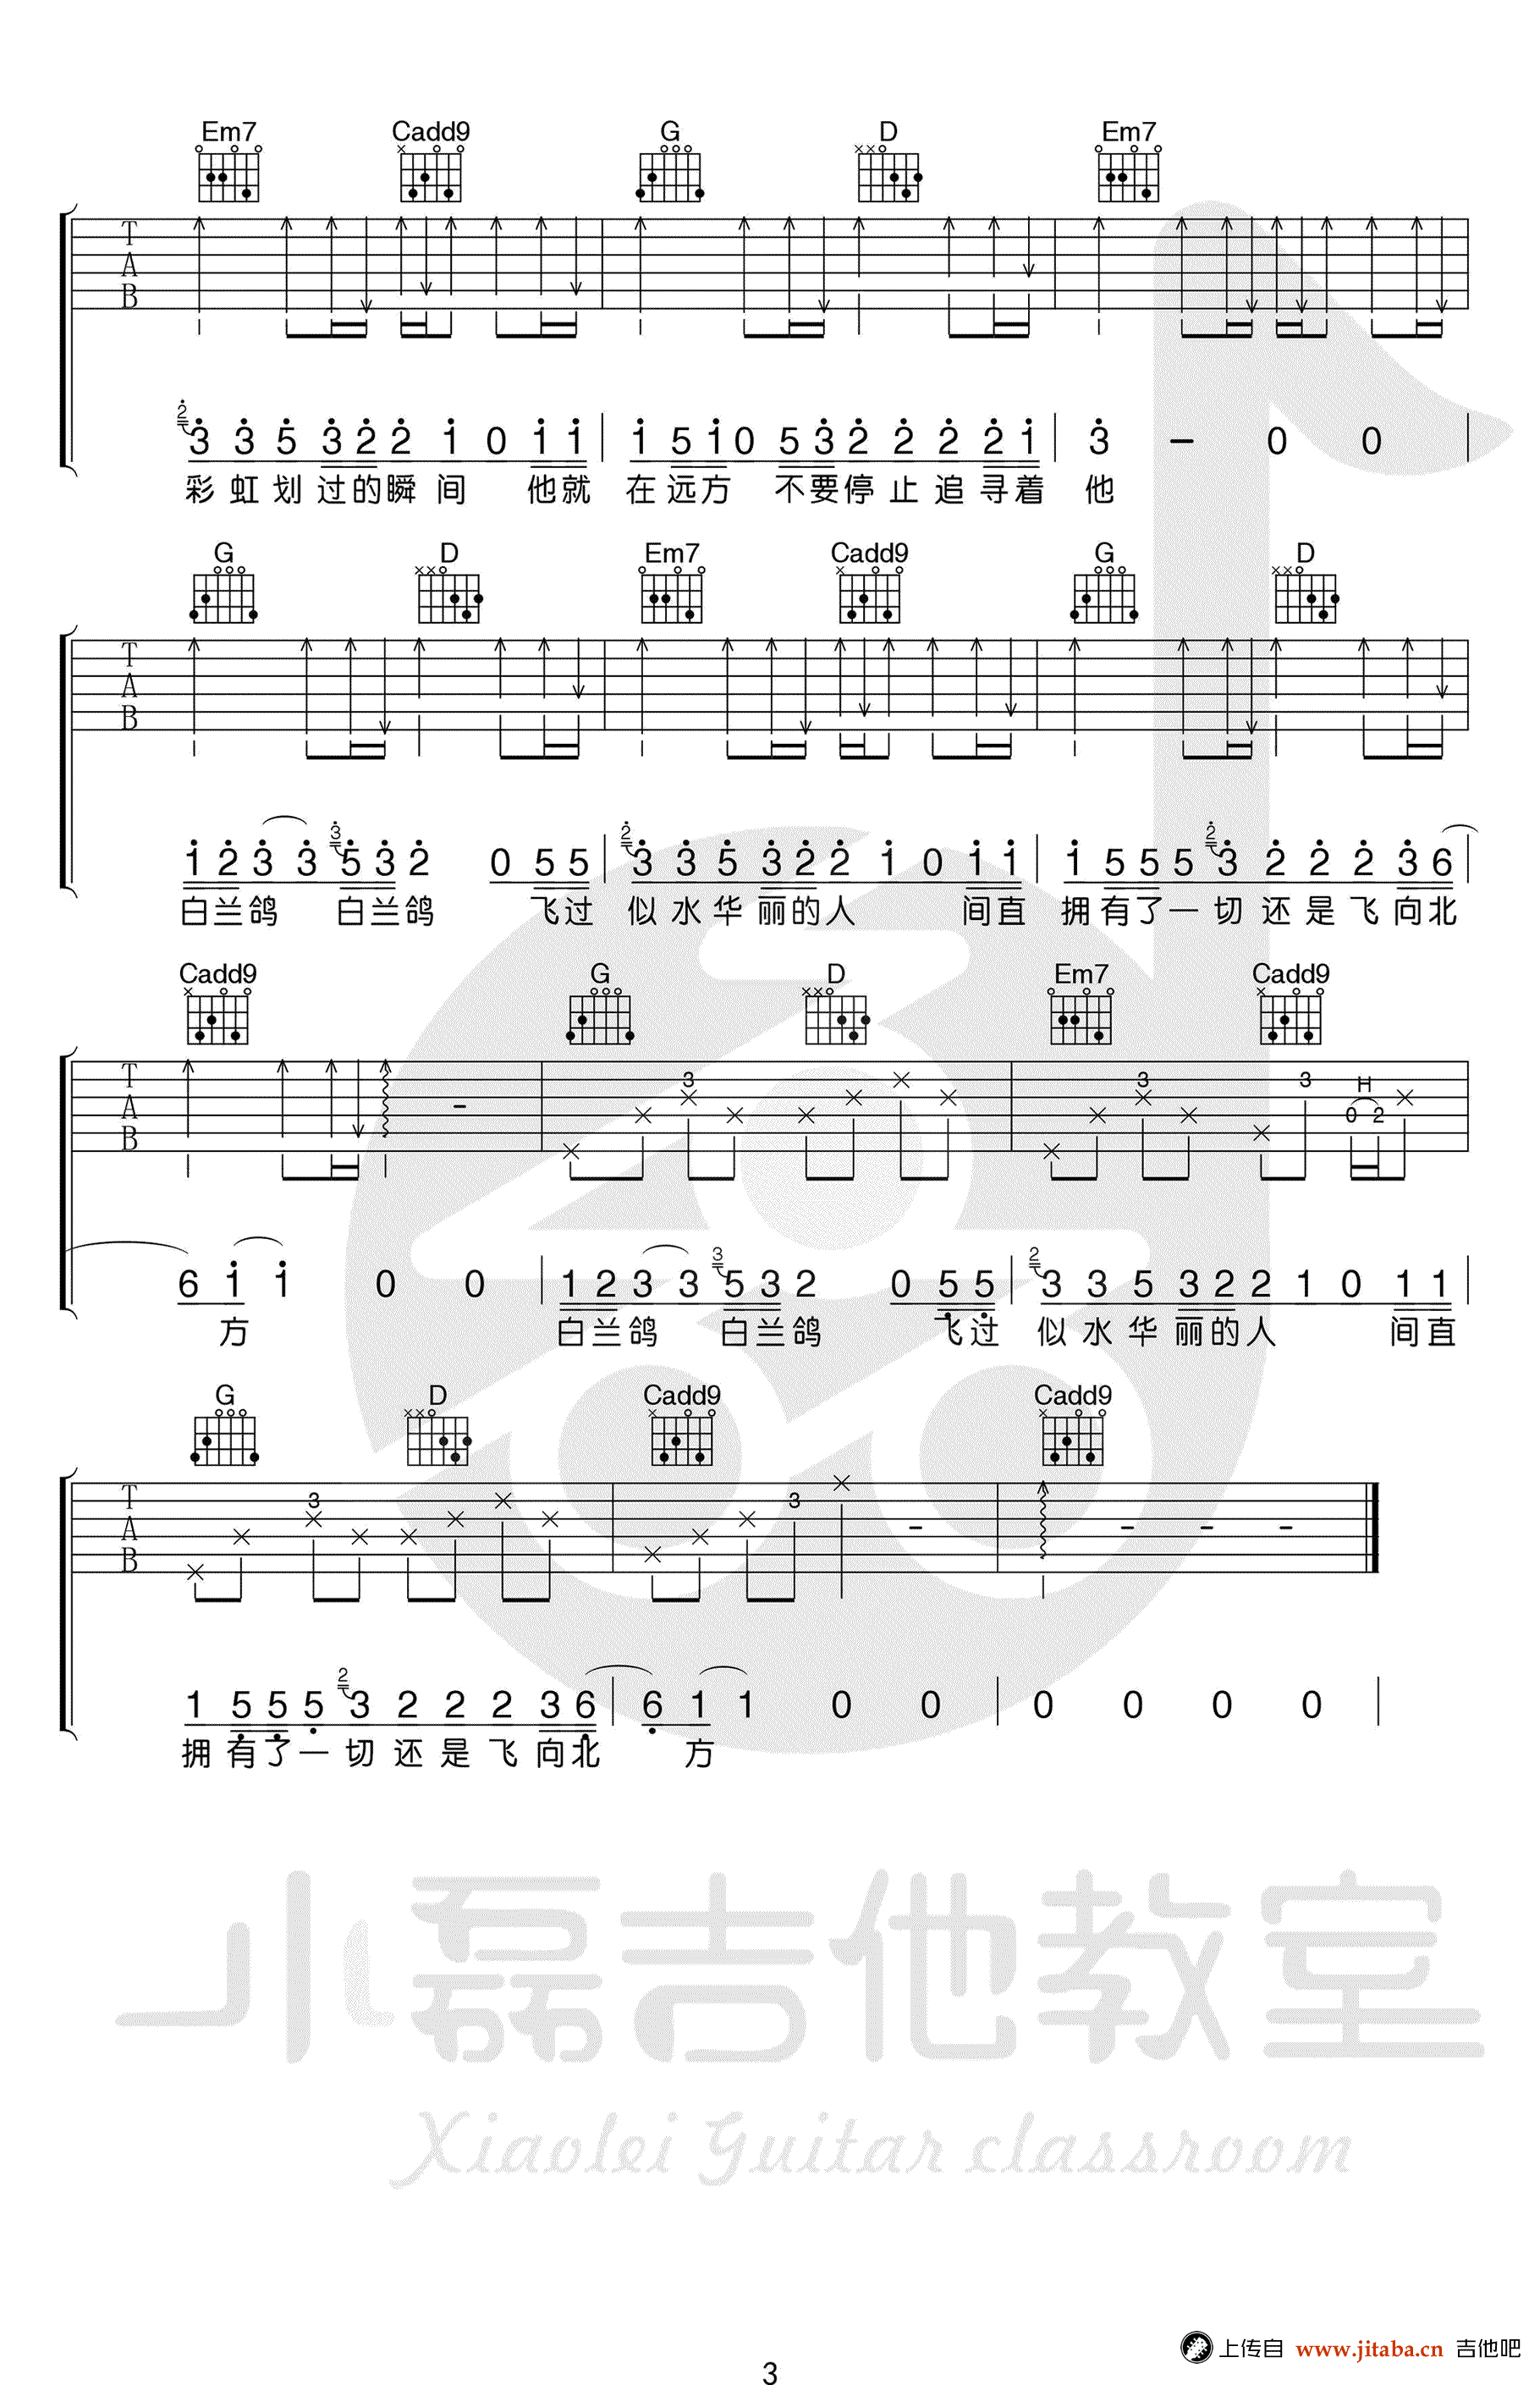 Em7 Cadd9 G D Em7
T
A
B
2 3 3 5 3 2 2 1 0 1 1 1 5 1 0 5 3 2 2 2 2 1 3 – 0 0
彩虹划过的瞬间 他就 在远方 不要停止追寻着 他
G D Em7 Cadd9 G D
T
A
B
1 2 3 3 3 5 3 2 0 5 5 2 3 3 5 3 2 2 1 0 1 1 1 5 5 5 2 3 2 2 2 3 6
白兰鸽 白兰鸽 飞过 似水华丽的人 间直 拥有了一切还是飞向北
Cadd9 G D Em7 Cadd9
T
A
B
3 3 3 H 0 2
6 1 1 0 0 1 2 3 3 3 5 3 2 0 5 5 2 3 3 5 3 2 2 1 0 1 1
方 白兰鸽 白兰鸽 飞过 似水华丽的人 间直
G D Cadd9 Cadd9
T
A
B
3 3
1 5 5 5 2 3 2 2 2 3 6 6 1 1 0 0 0 0 0 0
拥有了一切还是飞向北 方
小磊吉他教室
Xiaolei Guitar classroom
上传自 www.jitaba.cn 吉他吧
3